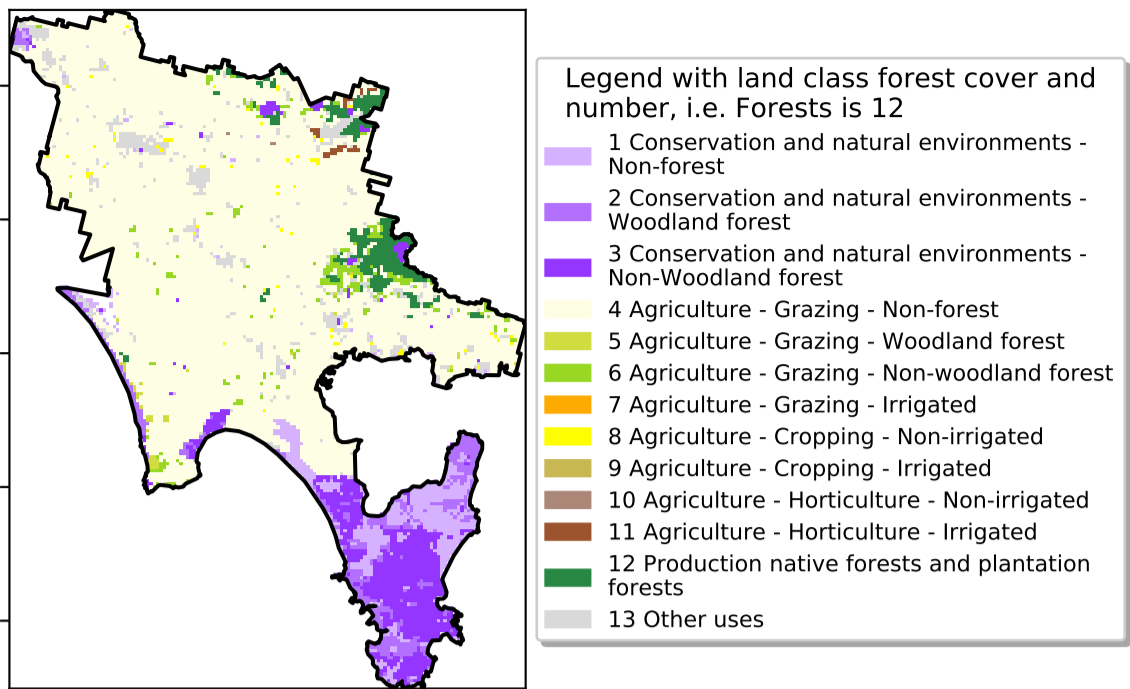 Legend with land class forest cover and
number, i.e. Forests is 12
1 Conservation and natural environments -
Non-forest
2 Conservation and natural environments -
Woodland forest
3 Conservation and natural environments -
Non-Woodland forest
4 Agriculture - Grazing - Non-forest
5 Agriculture - Grazing - Woodland forest
6 Agriculture - Grazing - Non-woodland forest
7 Agriculture - Grazing - Irrigated
8 Agriculture - Cropping - Non-irrigated
9 Agriculture - Cropping - Irrigated
10 Agriculture - Horticulture - Non-irrigated
11 Agriculture - Horticulture - Irrigated
12 Production native forests and plantation
forests
13 Other uses